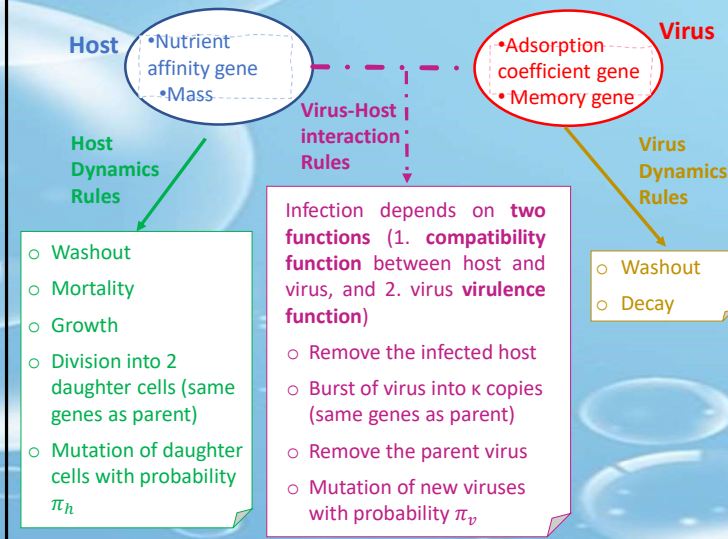 Host
•Nutrient
affinity gene
•Mass
Virus
•Adsorption
coefficient gene
• Memory gene
Virus-Host
interaction
Rules
Host
Dynamics
Rules
Virus
Dynamics
Rules
o Washout
o Mortality
o Growth
o Division into 2
daughter cells (same
genes as parent)
o Mutation of daughter
cells with probability
π_h
Infection depends on two
functions (1. compatibility
function between host and
virus, and 2. virus virulence
function)
o Remove the infected host
o Burst of virus into κ copies
(same genes as parent)
o Remove the parent virus
o Mutation of new viruses
with probability π_v
o Washout
o Decay